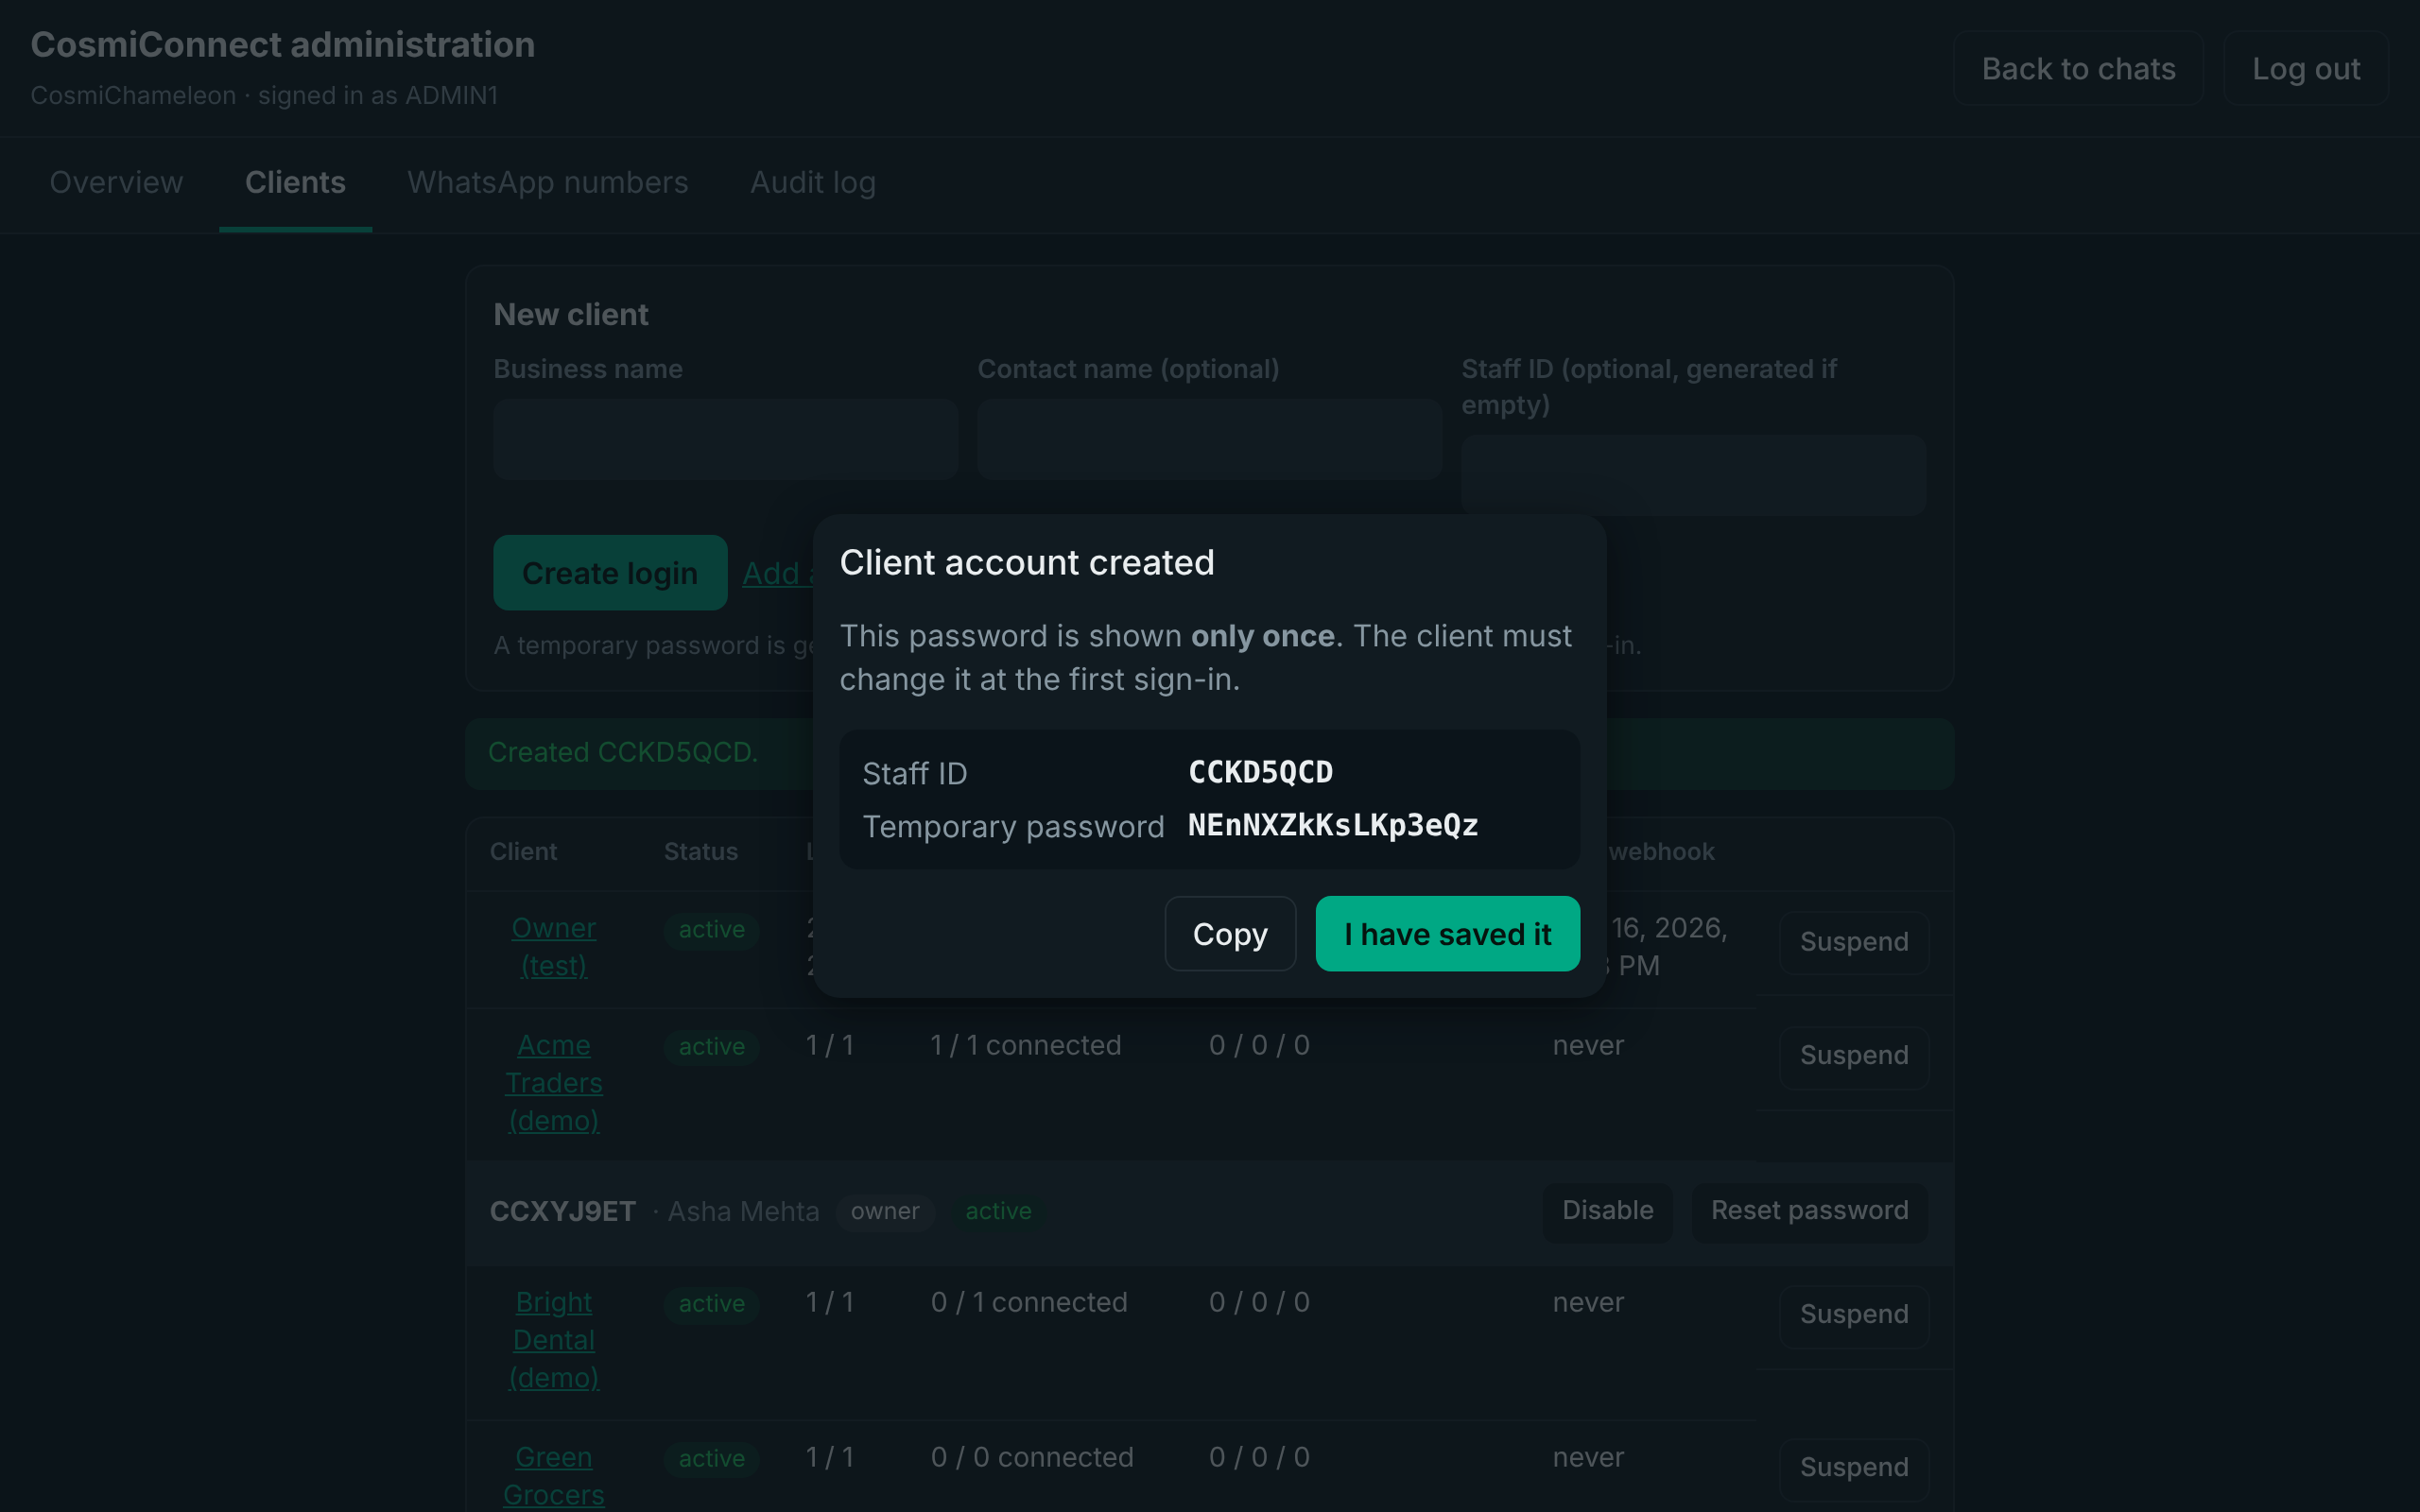 CosmiConnect administration
CosmiChameleon · signed in as ADMIN1
Back to chats
Log out
Overview
Clients
WhatsApp numbers
Audit log
New client
Business name
Contact name (optional)
Staff ID (optional, generated if
empty)
Create login
Add
A temporary password is
-in.
Client account created
This password is shown only once. The client must
change it at the first sign-in.
Staff ID CCKD5QCD
Temporary password NEnNXZkKsLKp3eQz
Copy
I have saved it
Created CCKD5QCD.
Client Status webhook
Owner
(test)
active
16, 2026,
PM
Suspend
Acme
Traders
(demo)
active 1 / 1 1 / 1 connected 0 / 0 / 0 never Suspend
CCXYJ9ET · Asha Mehta owner active Disable Reset password
Bright
Dental
(demo)
active 1 / 1 0 / 1 connected 0 / 0 / 0 never Suspend
Green
Grocers
active 1 / 1 0 / 0 connected 0 / 0 / 0 never Suspend